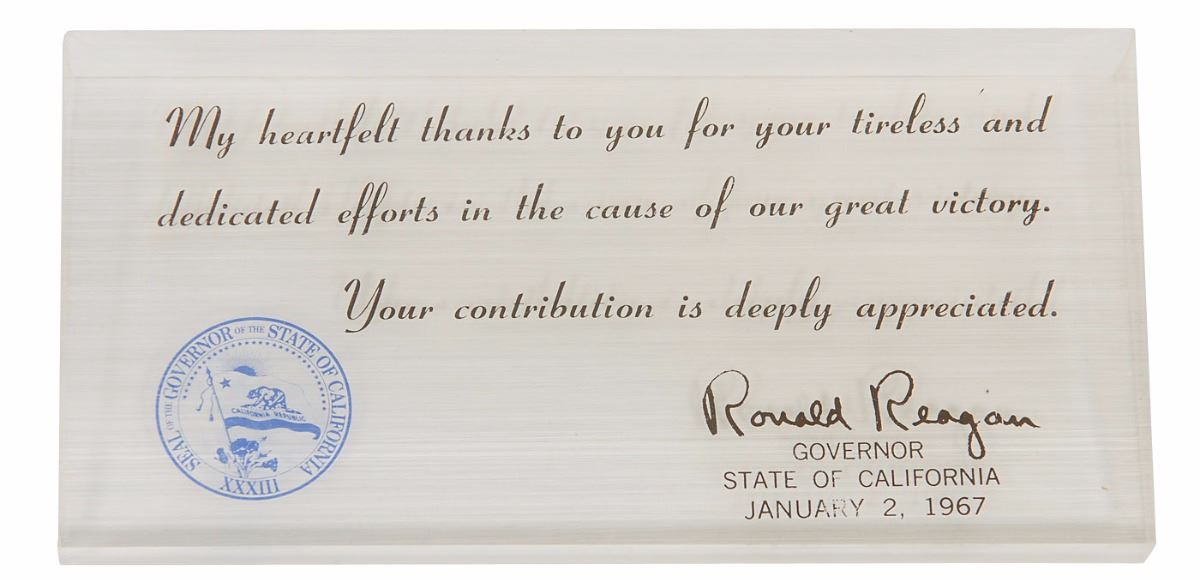 My heartfelt thanks to you for your tireless and
dedicated efforts in the cause of our great victory.
Your contribution is deeply appreciated.
SEAL OF THE GOVERNOR OF THE STATE OF CALIFORNIA
CALIFORNIA REPUBLIC
XXXIII
Ronald Reagan
GOVERNOR
STATE OF CALIFORNIA
JANUARY 2, 1967